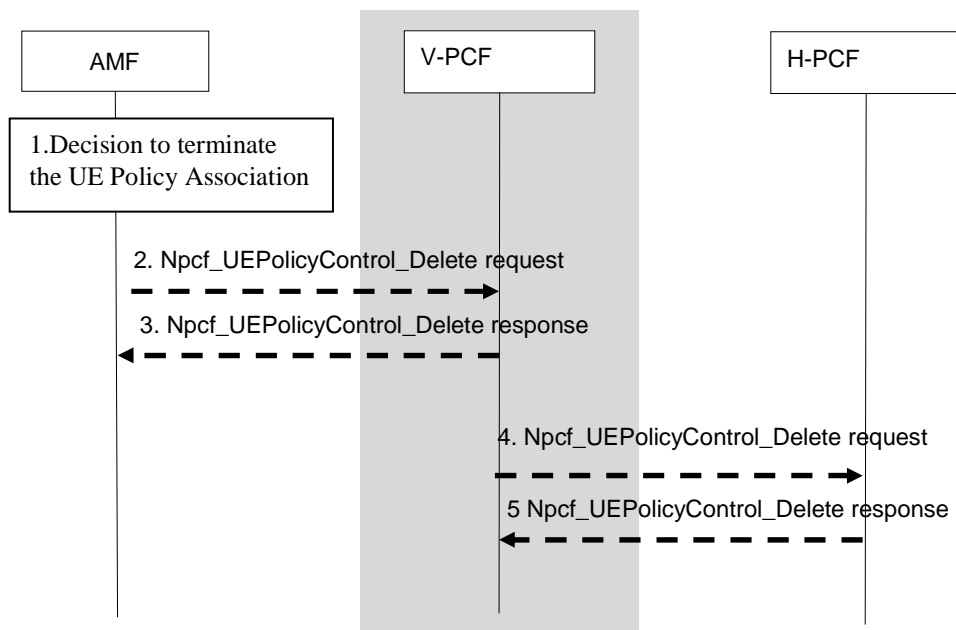 AMF
V-PCF
H-PCF
1.Decision to terminate
the UE Policy Association
2. Npcf_UEPolicyControl_Delete request
3. Npcf_UEPolicyControl_Delete response
4. Npcf_UEPolicyControl_Delete request
5 Npcf_UEPolicyControl_Delete response